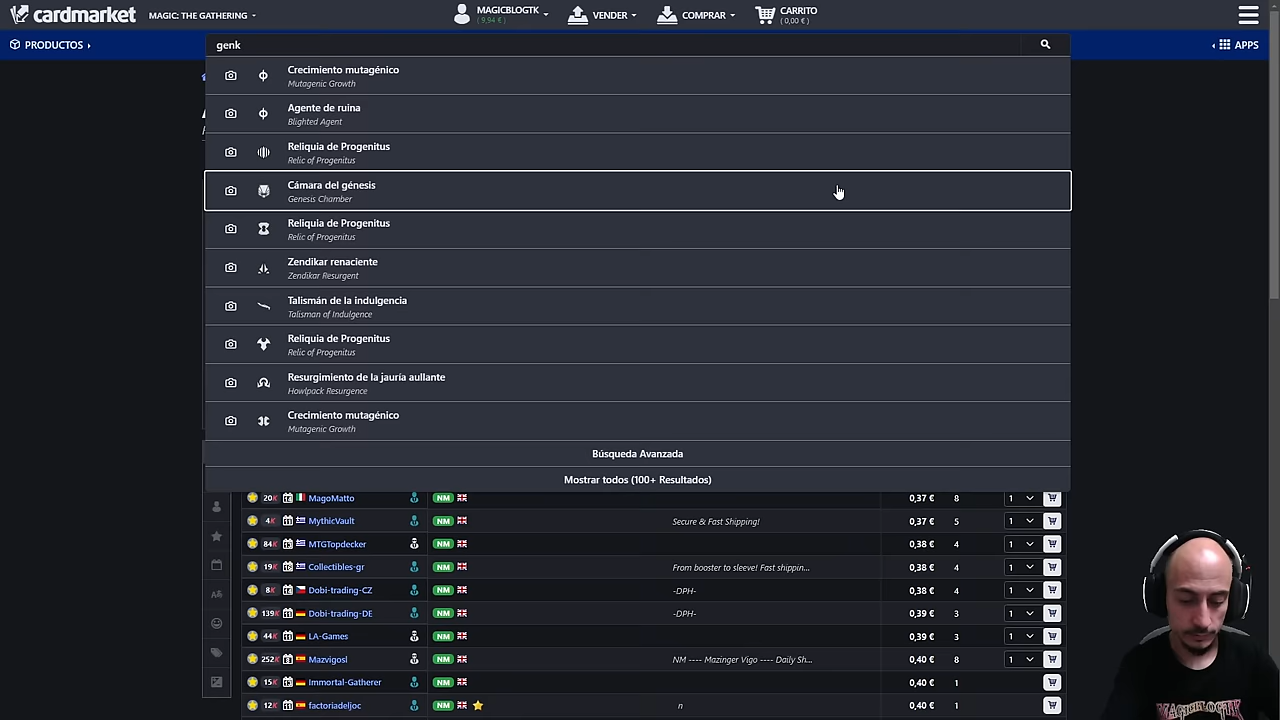 cardmarket
MAGIC: THE GATHERING
MAGICBLOGTK
( 9,94 € )
VENDER
COMPRAR
CARRITO
( 0,00 € )
PRODUCTOS
genk
APPS
Crecimiento mutagénico
Mutagenic Growth
Agente de ruina
Blighted Agent
Reliquia de Progenitus
Relic of Progenitus
Cámara del génesis
Genesis Chamber
Reliquia de Progenitus
Relic of Progenitus
Zendikar renaciente
Zendikar Resurgent
Talismán de la indulgencia
Talisman of Indulgence
Reliquia de Progenitus
Relic of Progenitus
Resurgimiento de la jauría aullante
Howlpack Resurgence
Crecimiento mutagénico
Mutagenic Growth
Búsqueda Avanzada
Mostrar todos (100+ Resultados)
20K MagoMatto NM 0,37 € 8 1
4K MythicVault NM Secure & Fast Shipping! 0,37 € 5 1
84K MTGTopdecker NM 0,38 € 4 1
19K Collectibles-gr NM From booster to sleeve! Fast shippin... 0,38 € 4 1
8K Dobi-trading-CZ NM -DPH- 0,38 € 4 1
139K Dobi-trading-DE NM -DPH- 0,39 € 3 1
44K LA-Games NM 0,39 € 3 1
252K Mazvigosl NM NM ---- Mazinger Vigo ---- Daily Sh... 0,40 € 8 1
15K Immortal-Gatherer NM 0,40 € 1
12K factoriadeljoc NM n 0,40 € 1
MAGICBLOGTK